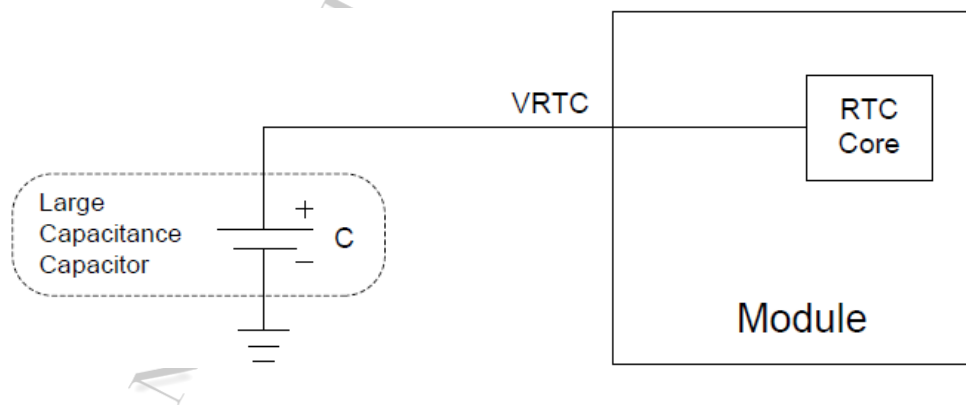 VRTC
RTC
Core
Large
Capacitance
Capacitor
+
C
−
Module